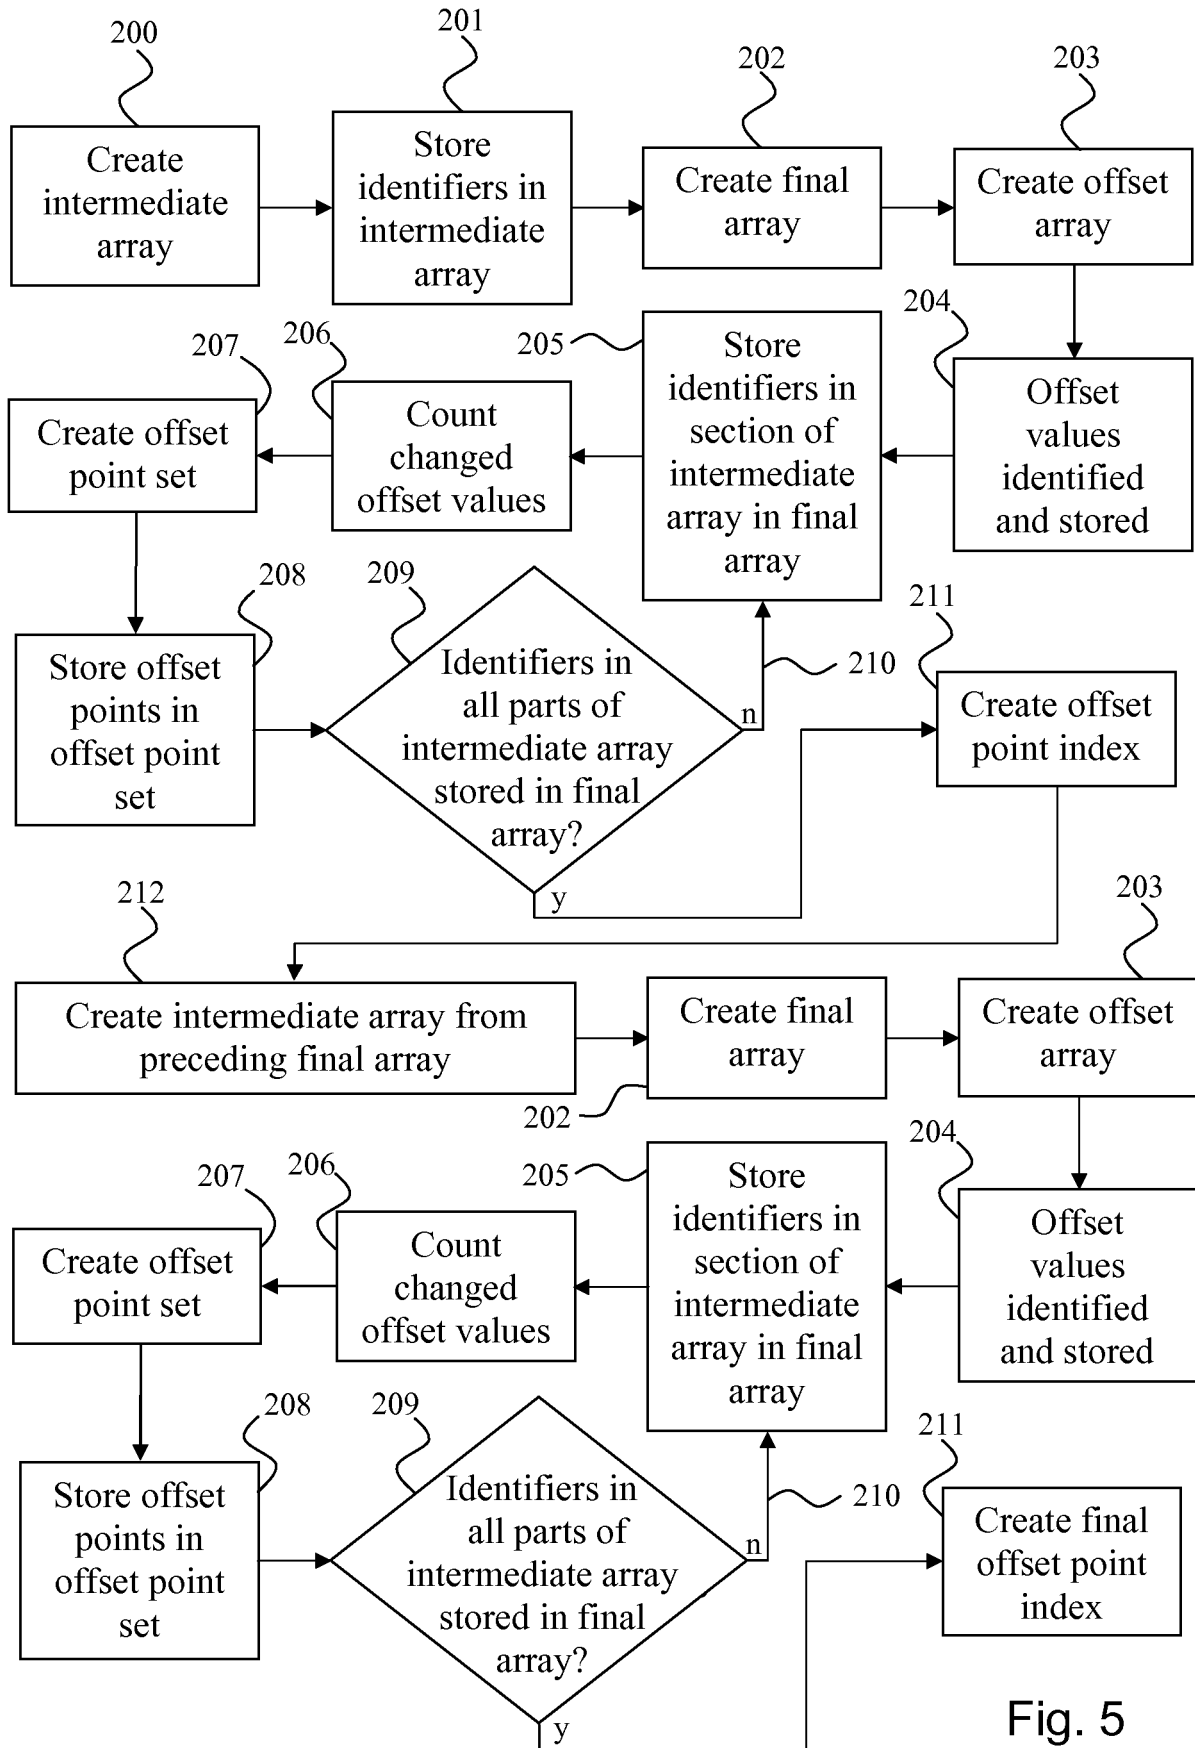 200
201
202
203
Create
intermediate
array
Store
identifiers in
intermediate
array
Create final
array
Create offset
array
204
205
206
207
Offset
values
identified
and stored
Store
identifiers in
section of
intermediate
array in final
array
Count
changed
offset values
Create offset
point set
208
209
210
211
Store offset
points in
offset point
set
Identifiers in
all parts of
intermediate array
stored in final
array?
n
y
Create offset
point index
212
203
Create intermediate array from
preceding final array
Create final
array
Create offset
array
202
204
205
206
207
Offset
values
identified
and stored
Store
identifiers in
section of
intermediate
array in final
array
Count
changed
offset values
Create offset
point set
208
209
210
211
Store offset
points in
offset point
set
Identifiers in
all parts of
intermediate array
stored in final
array?
n
y
Create final
offset point
index
Fig. 5